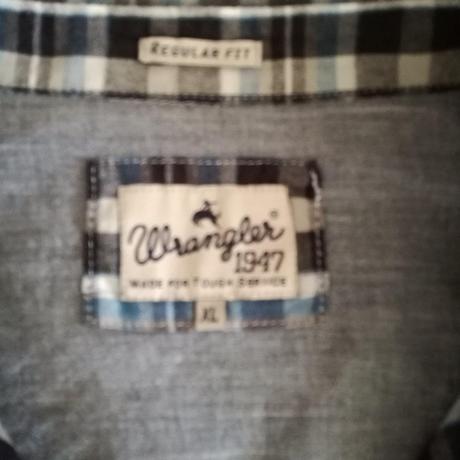 REGULAR FIT
Wrangler®
1947
MADE FOR TOUGH SERVICE
XL